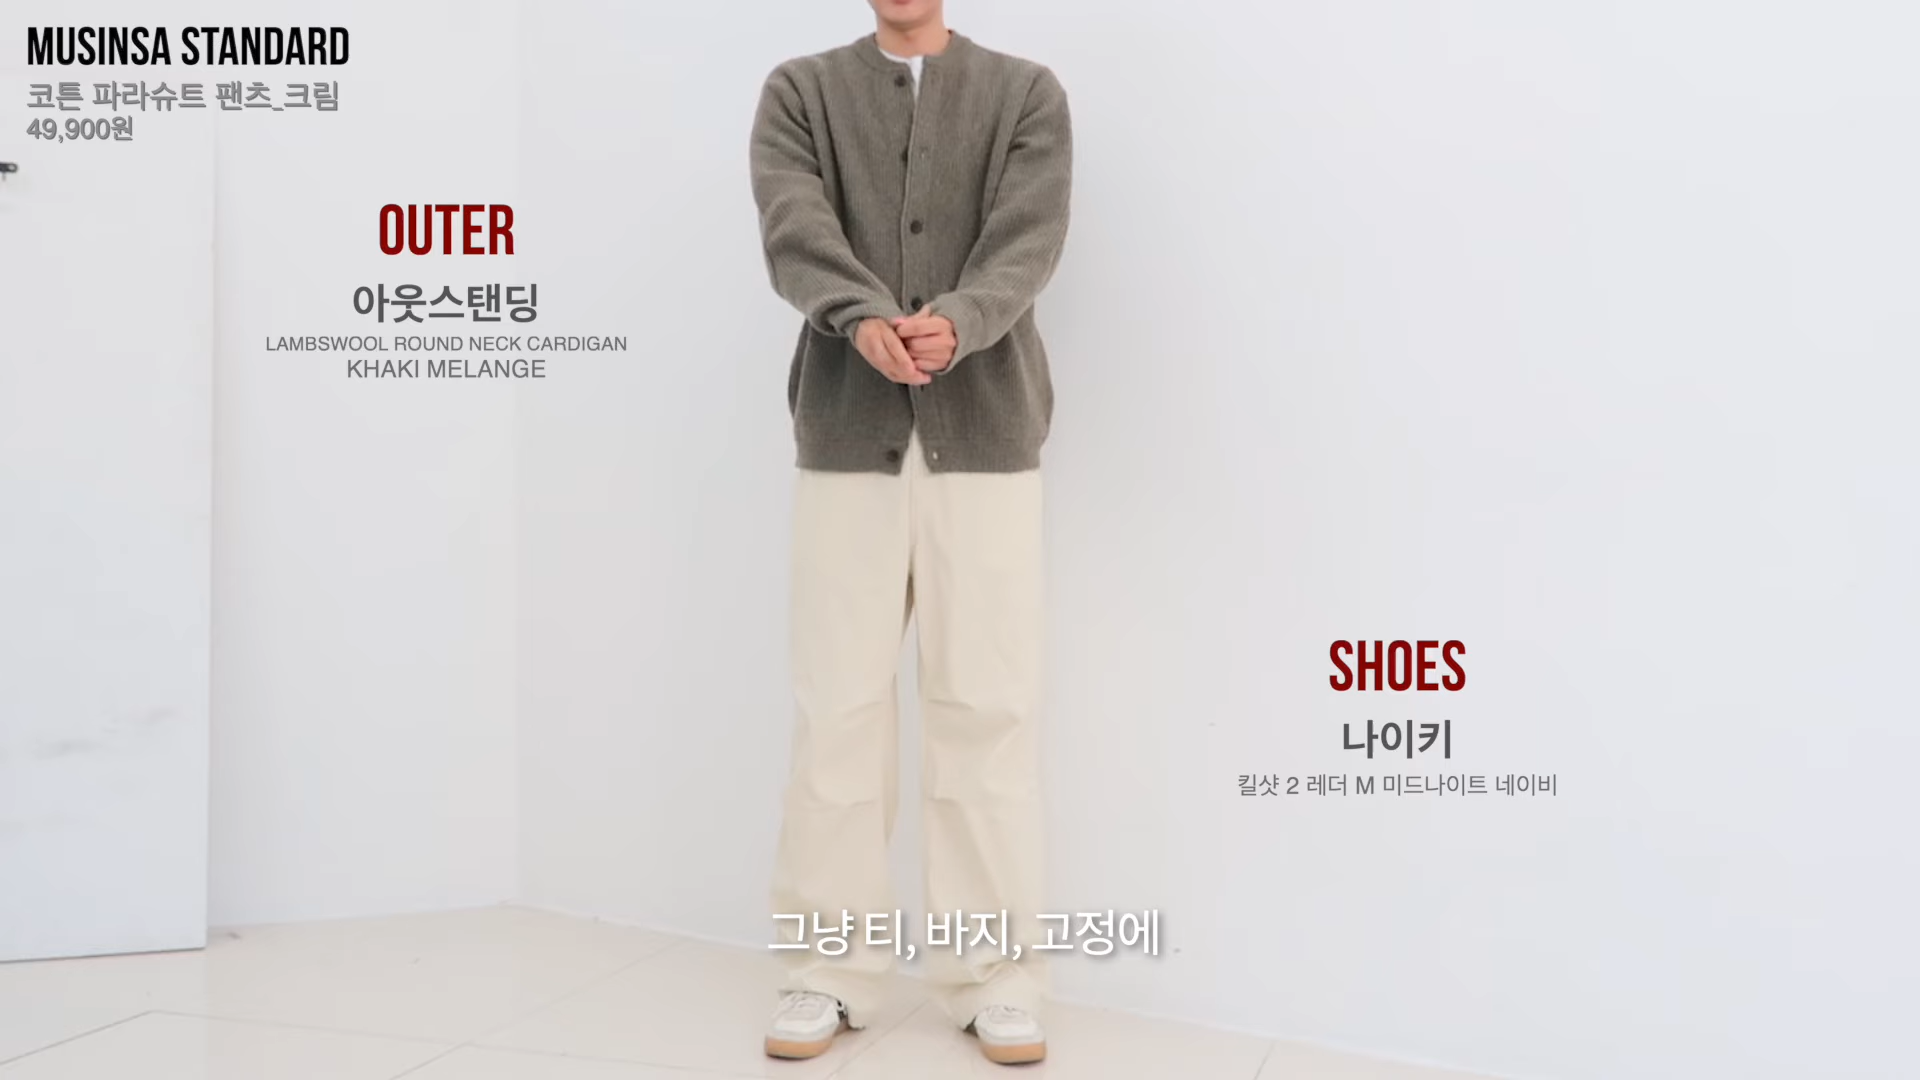 MUSINSA STANDARD
코튼 파라슈트 팬츠_크림
49,900원
OUTER
아웃스탠딩
LAMBSWOOL ROUND NECK CARDIGAN
KHAKI MELANGE
SHOES
나이키
킬샷 2 레더 M 미드나이트 네이비
그냥 티, 바지, 고정에